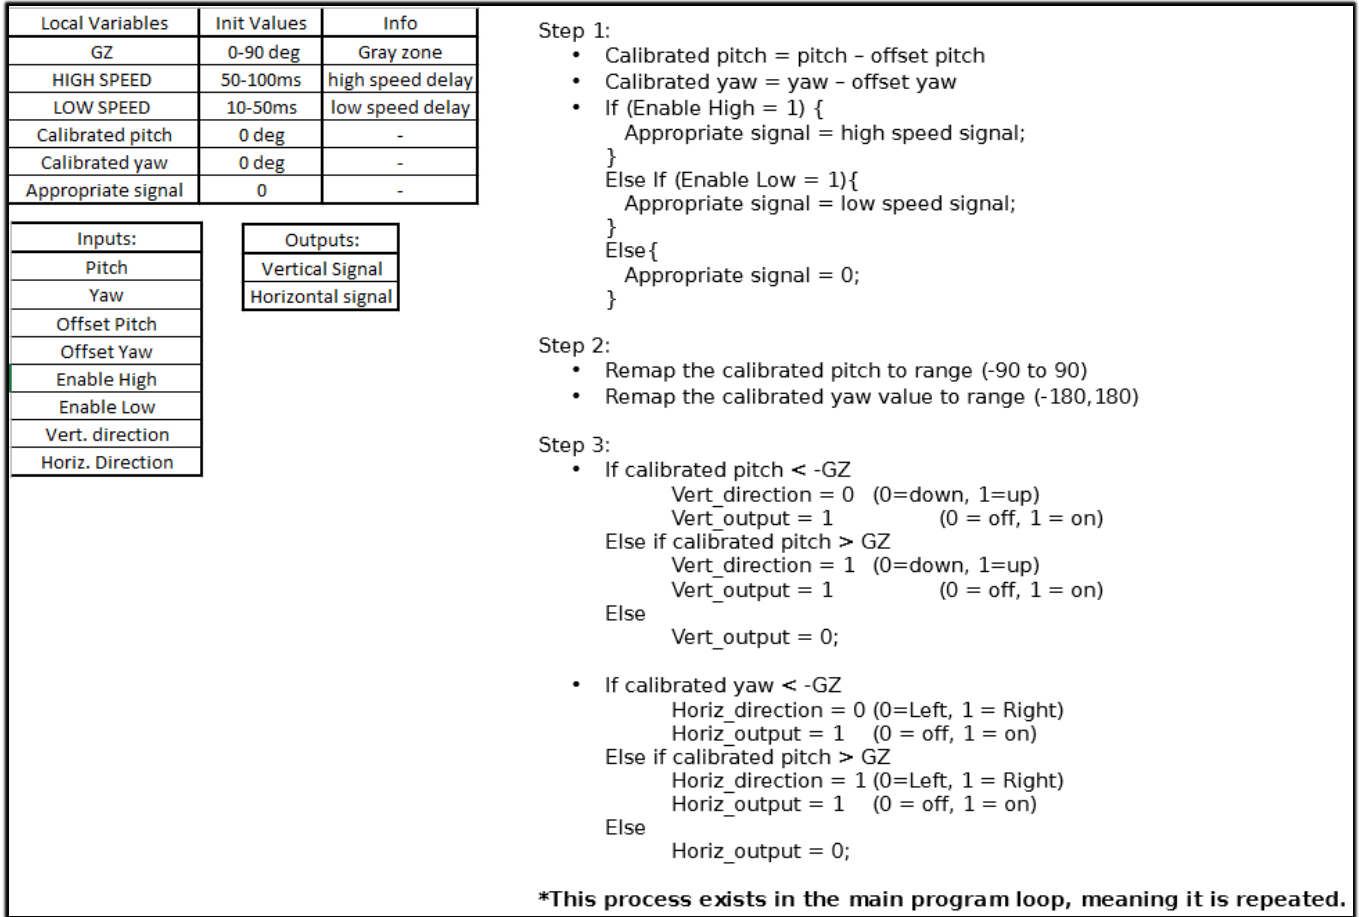 Local Variables Init Values Info
GZ 0-90 deg Gray zone
HIGH SPEED 50-100ms high speed delay
LOW SPEED 10-50ms low speed delay
Calibrated pitch 0 deg -
Calibrated yaw 0 deg -
Appropriate signal 0 -
Inputs:
Pitch
Yaw
Offset Pitch
Offset Yaw
Enable High
Enable Low
Vert. direction
Horiz. Direction
Outputs:
Vertical Signal
Horizontal signal
Step 1:
• Calibrated pitch = pitch – offset pitch
• Calibrated yaw = yaw – offset yaw
• If (Enable High = 1) {
Appropriate signal = high speed signal;
}
Else If (Enable Low = 1){
Appropriate signal = low speed signal;
}
Else{
Appropriate signal = 0;
}
Step 2:
• Remap the calibrated pitch to range (-90 to 90)
• Remap the calibrated yaw value to range (-180,180)
Step 3:
• If calibrated pitch < -GZ
Vert_direction = 0 (0=down, 1=up)
Vert_output = 1 (0 = off, 1 = on)
Else if calibrated pitch > GZ
Vert_direction = 1 (0=down, 1=up)
Vert_output = 1 (0 = off, 1 = on)
Else
Vert_output = 0;
• If calibrated yaw < -GZ
Horiz_direction = 0 (0=Left, 1 = Right)
Horiz_output = 1 (0 = off, 1 = on)
Else if calibrated pitch > GZ
Horiz_direction = 1 (0=Left, 1 = Right)
Horiz_output = 1 (0 = off, 1 = on)
Else
Horiz_output = 0;
*This process exists in the main program loop, meaning it is repeated.